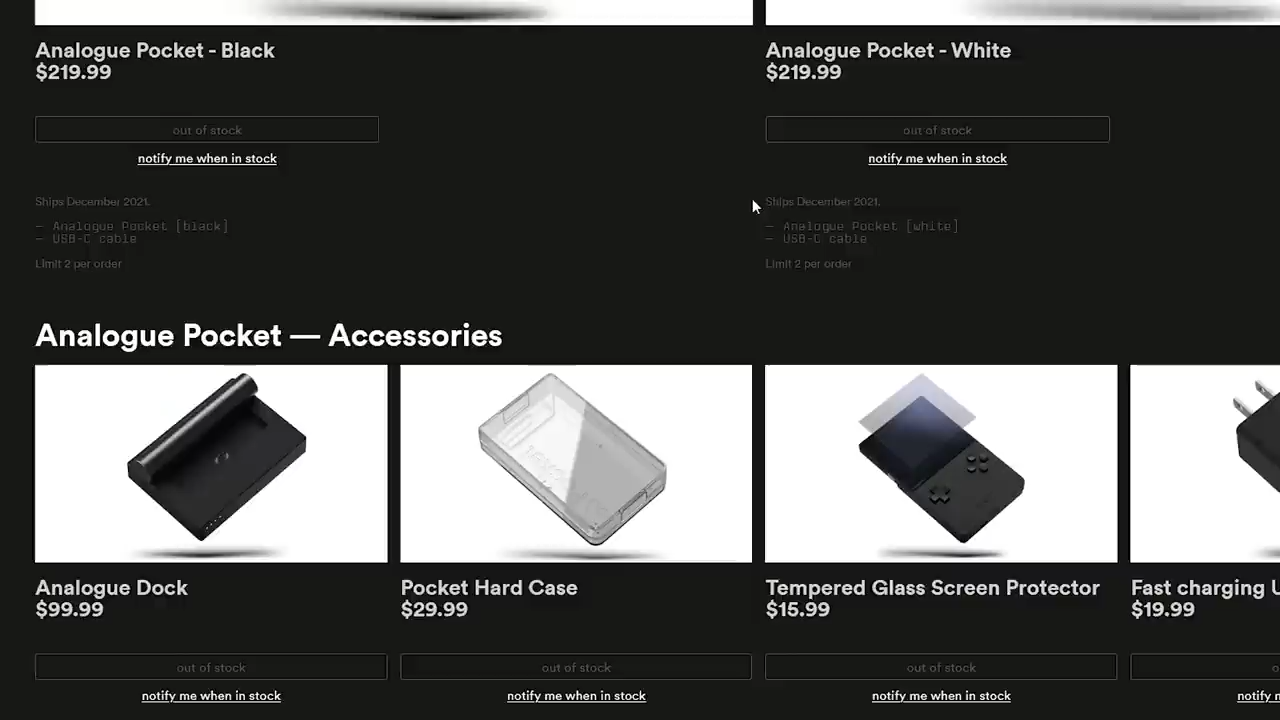 Analogue Pocket - Black
$219.99
out of stock
notify me when in stock
Ships December 2021.
— Analogue Pocket [black]
— USB-C cable
Limit 2 per order
Analogue Pocket - White
$219.99
out of stock
notify me when in stock
Ships December 2021.
— Analogue Pocket [white]
— USB-C cable
Limit 2 per order
Analogue Pocket — Accessories
Analogue Dock
$99.99
out of stock
notify me when in stock
Pocket Hard Case
$29.99
out of stock
notify me when in stock
Tempered Glass Screen Protector
$15.99
out of stock
notify me when in stock
Fast charging
$19.99
notify